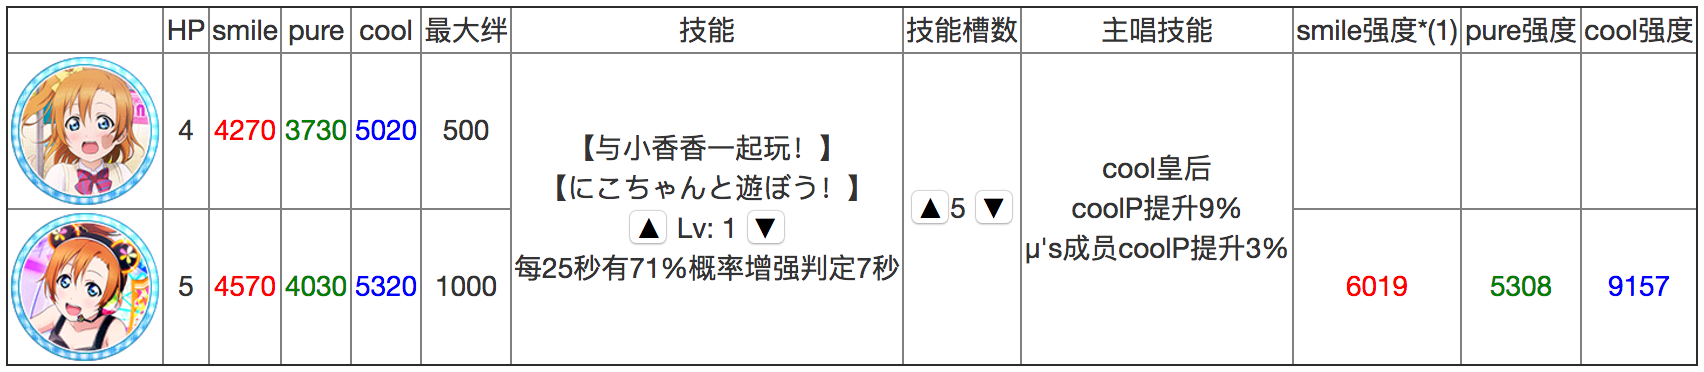 HP smile pure cool 最大绊 技能 技能槽数 主唱技能 smile强度*(1) pure强度 cool强度
4 4270 3730 5020 500
【与小香香一起玩！】
【にこちゃんと遊ぼう！】
▲ Lv: 1 ▼
每25秒有71%概率增强判定7秒
▲5 ▼
cool皇后
coolP提升9%
μ's成员coolP提升3%
5 4570 4030 5320 1000 6019 5308 9157